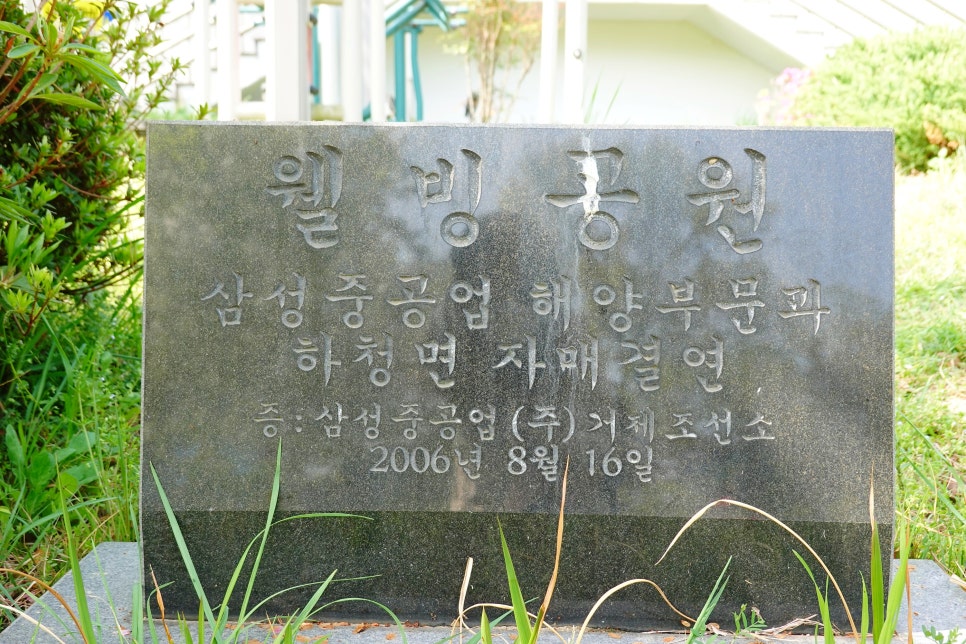 웰빙공원
삼성중공업 해양부문과
하청면 자매결연
증: 삼성중공업 (주) 거제조선소
2006년 8월 16일